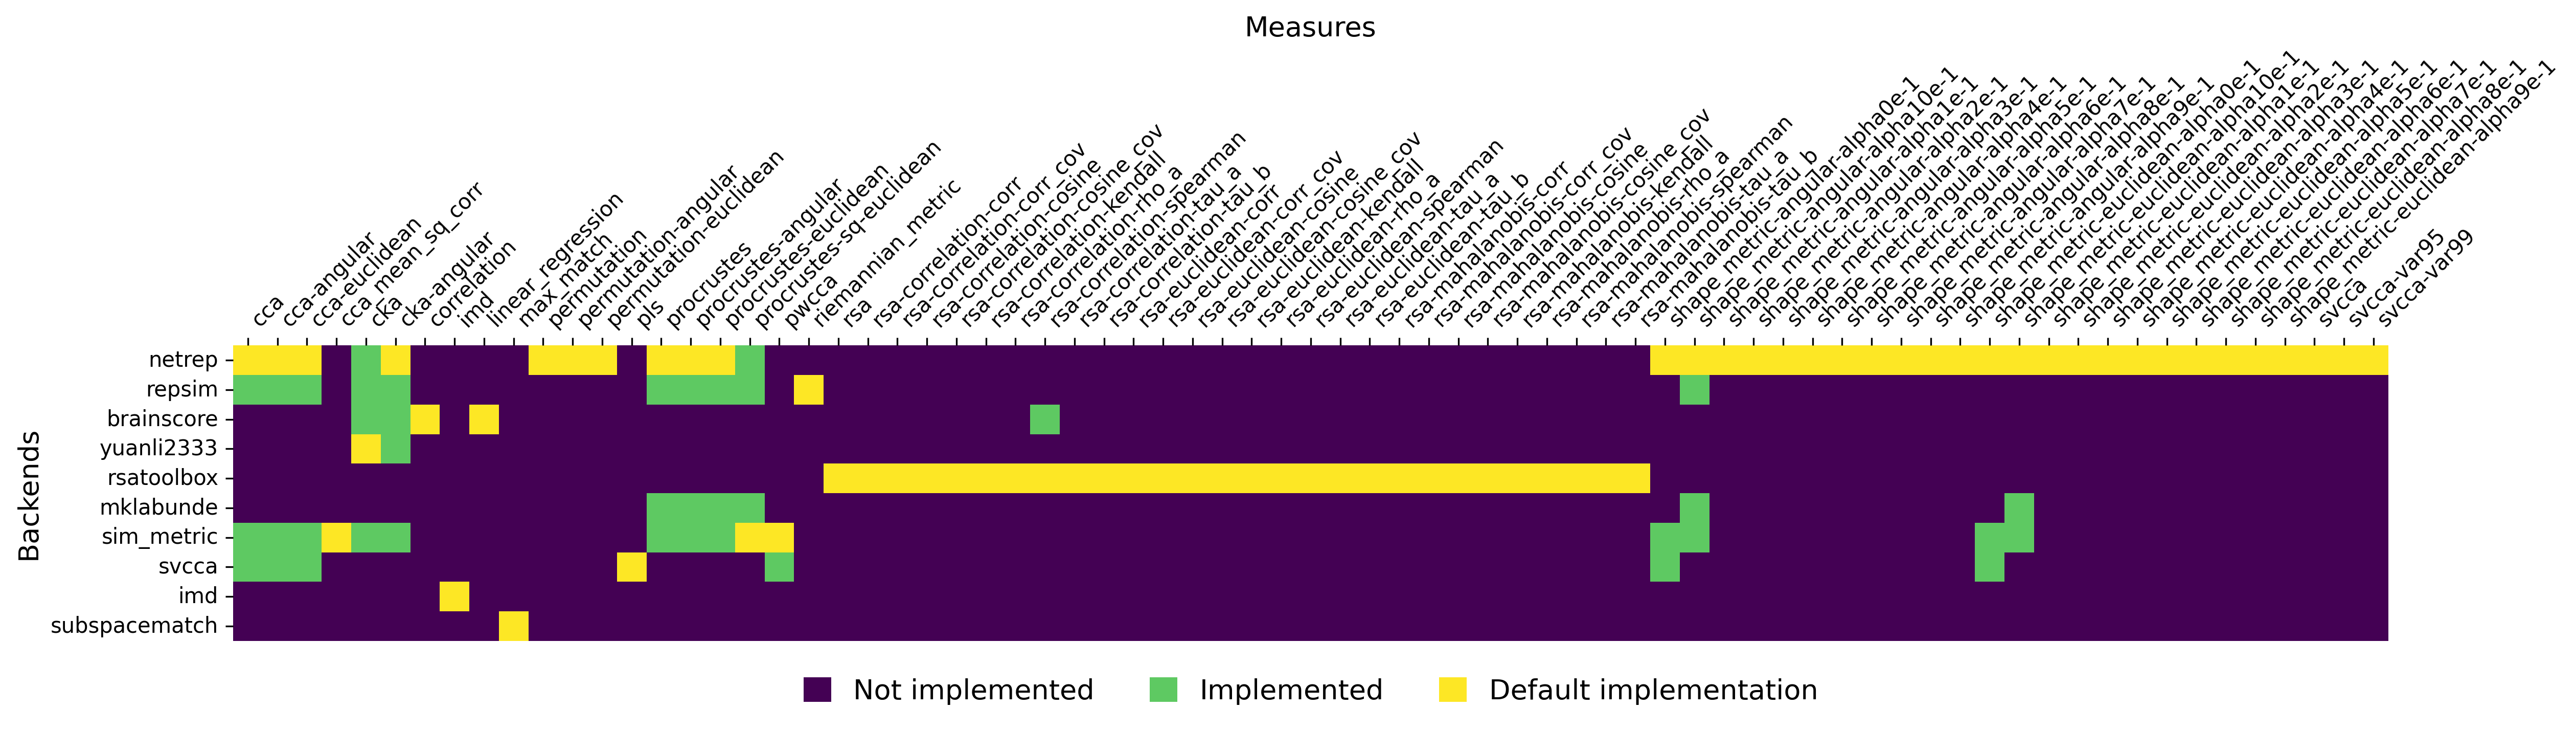 Measures
cca
cca-angular
cca-euclidean
cca_mean_sq_corr
cka
cka-angular
correlation
imd
linear_regression
max_match
permutation
permutation-angular
permutation-euclidean
pls
procrustes
procrustes-angular
procrustes-euclidean
procrustes-sq-euclidean
pwcca
riemannian_metric
rsa
rsa-correlation-corr
rsa-correlation-corr_cov
rsa-correlation-cosine
rsa-correlation-cosine_cov
rsa-correlation-kendall
rsa-correlation-rho_a
rsa-correlation-spearman
rsa-correlation-tau_a
rsa-correlation-tau_b
rsa-euclidean-corr
rsa-euclidean-corr_cov
rsa-euclidean-cosine
rsa-euclidean-cosine_cov
rsa-euclidean-kendall
rsa-euclidean-rho_a
rsa-euclidean-spearman
rsa-euclidean-tau_a
rsa-euclidean-tau_b
rsa-mahalanobis-corr
rsa-mahalanobis-corr_cov
rsa-mahalanobis-cosine
rsa-mahalanobis-cosine_cov
rsa-mahalanobis-kendall
rsa-mahalanobis-rho_a
rsa-mahalanobis-spearman
rsa-mahalanobis-tau_a
rsa-mahalanobis-tau_b
shape_metric-angular-alpha0e-1
shape_metric-angular-alpha10e-1
shape_metric-angular-alpha1e-1
shape_metric-angular-alpha2e-1
shape_metric-angular-alpha3e-1
shape_metric-angular-alpha4e-1
shape_metric-angular-alpha5e-1
shape_metric-angular-alpha6e-1
shape_metric-angular-alpha7e-1
shape_metric-angular-alpha8e-1
shape_metric-angular-alpha9e-1
shape_metric-euclidean-alpha0e-1
shape_metric-euclidean-alpha10e-1
shape_metric-euclidean-alpha1e-1
shape_metric-euclidean-alpha2e-1
shape_metric-euclidean-alpha3e-1
shape_metric-euclidean-alpha4e-1
shape_metric-euclidean-alpha5e-1
shape_metric-euclidean-alpha6e-1
shape_metric-euclidean-alpha7e-1
shape_metric-euclidean-alpha8e-1
shape_metric-euclidean-alpha9e-1
svcca
svcca-var95
svcca-var99
Backends
netrep
repsim
brainscore
yuanli2333
rsatoolbox
mklabunde
sim_metric
svcca
imd
subspacematch
Not implemented
Implemented
Default implementation